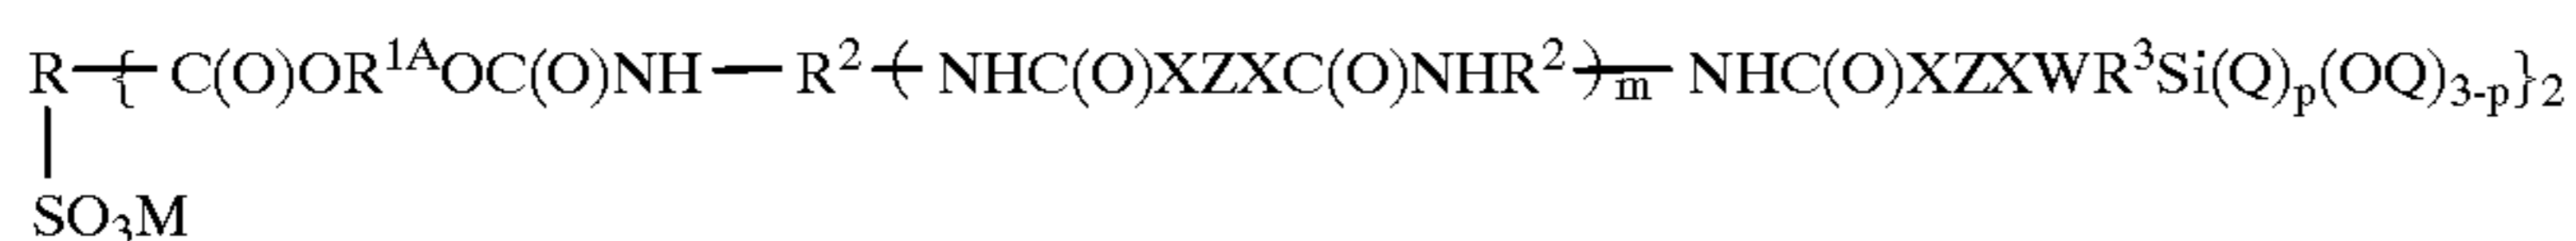 R—{C(O)OR¹ᴬOC(O)NH—R²—(NHC(O)XZXC(O)NHR²)ₘ—NHC(O)XZXWR³Si(Q)ₚ(OQ)₃₋ₚ}₂
|
SO₃M